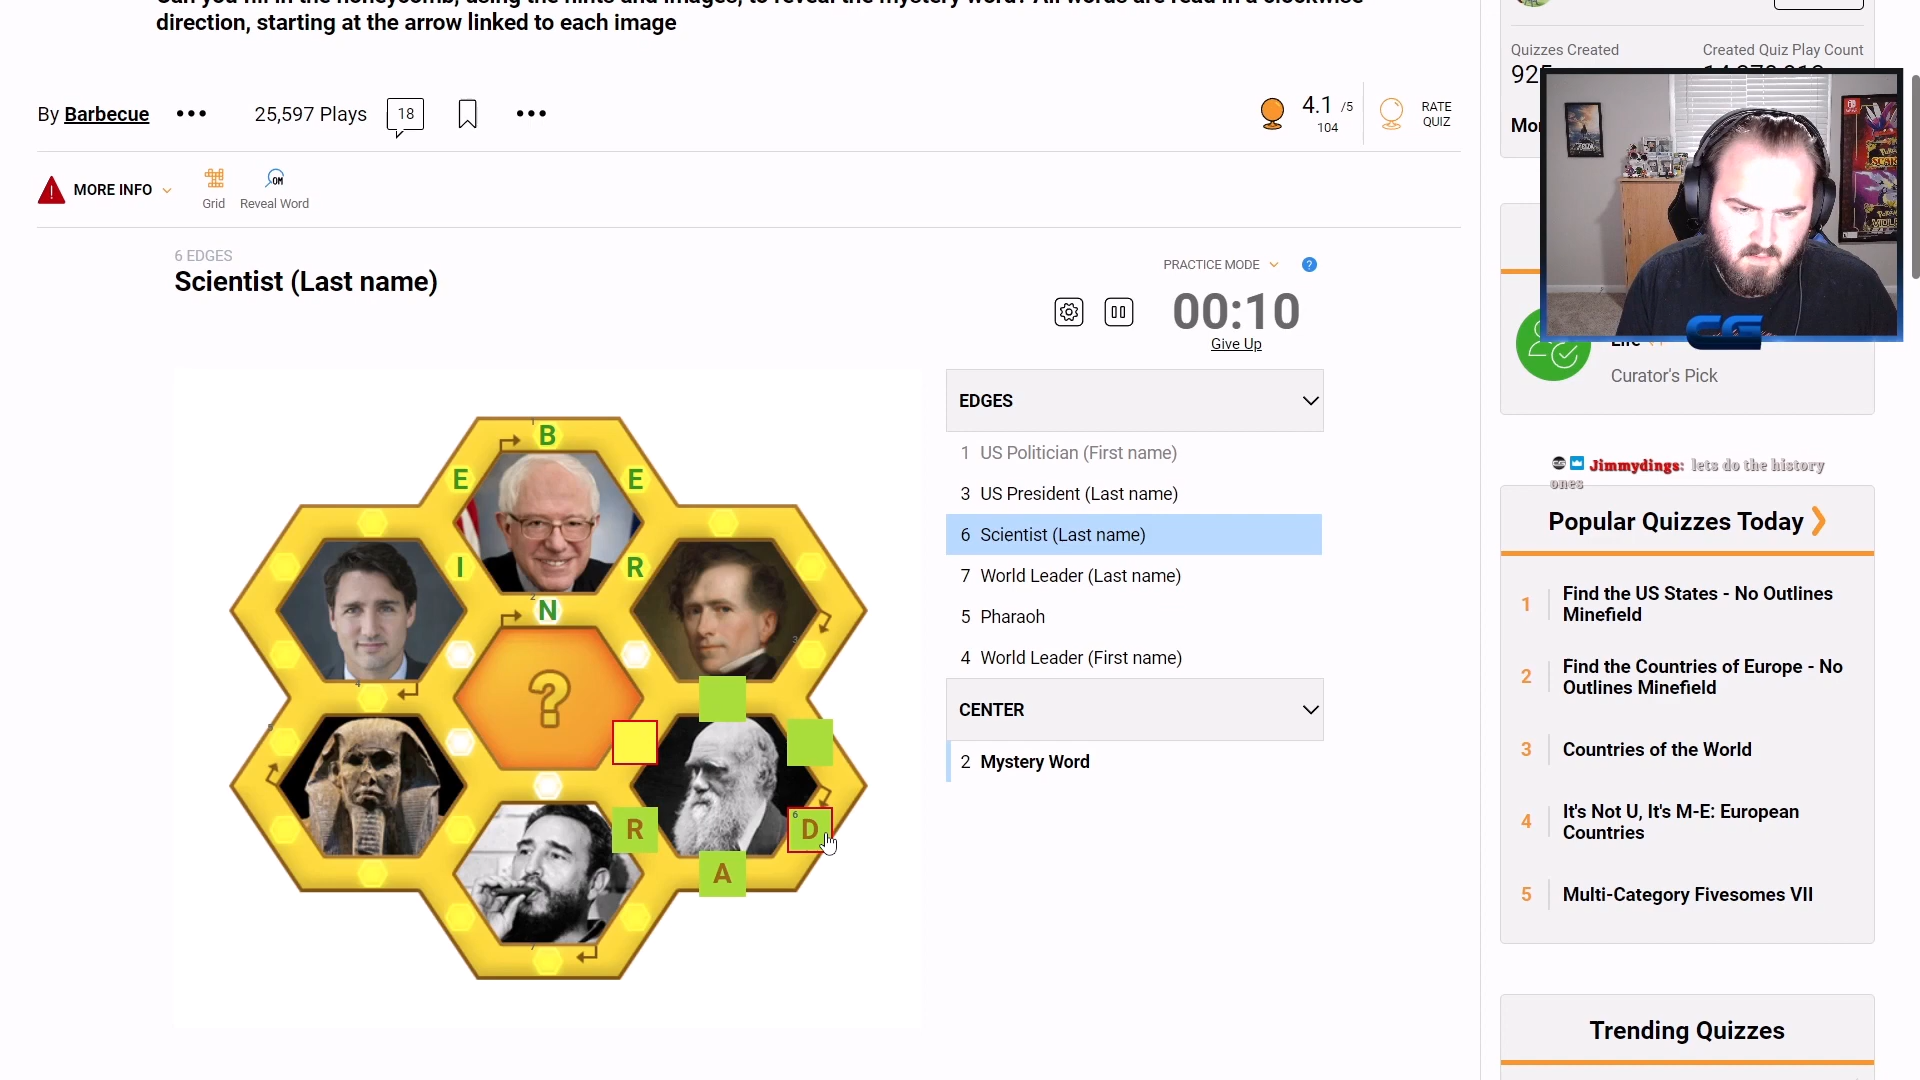 direction, starting at the arrow linked to each image
By Barbecue
25,597 Plays
18
4.1 /5
104
RATE
QUIZ
MORE INFO
Grid
Reveal Word
6 EDGES
Scientist (Last name)
PRACTICE MODE
?
00:10
Give Up
EDGES
1 US Politician (First name)
3 US President (Last name)
6 Scientist (Last name)
7 World Leader (Last name)
5 Pharaoh
4 World Leader (First name)
CENTER
2 Mystery Word
B
E
E
I
R
N
?
R
D
A
Quizzes Created
Created Quiz Play Count
CG
Curator's Pick
Jimmydings: lets do the history
ones
Popular Quizzes Today
1 Find the US States - No Outlines
Minefield
2 Find the Countries of Europe - No
Outlines Minefield
3 Countries of the World
4 It's Not U, It's M-E: European
Countries
5 Multi-Category Fivesomes VII
Trending Quizzes